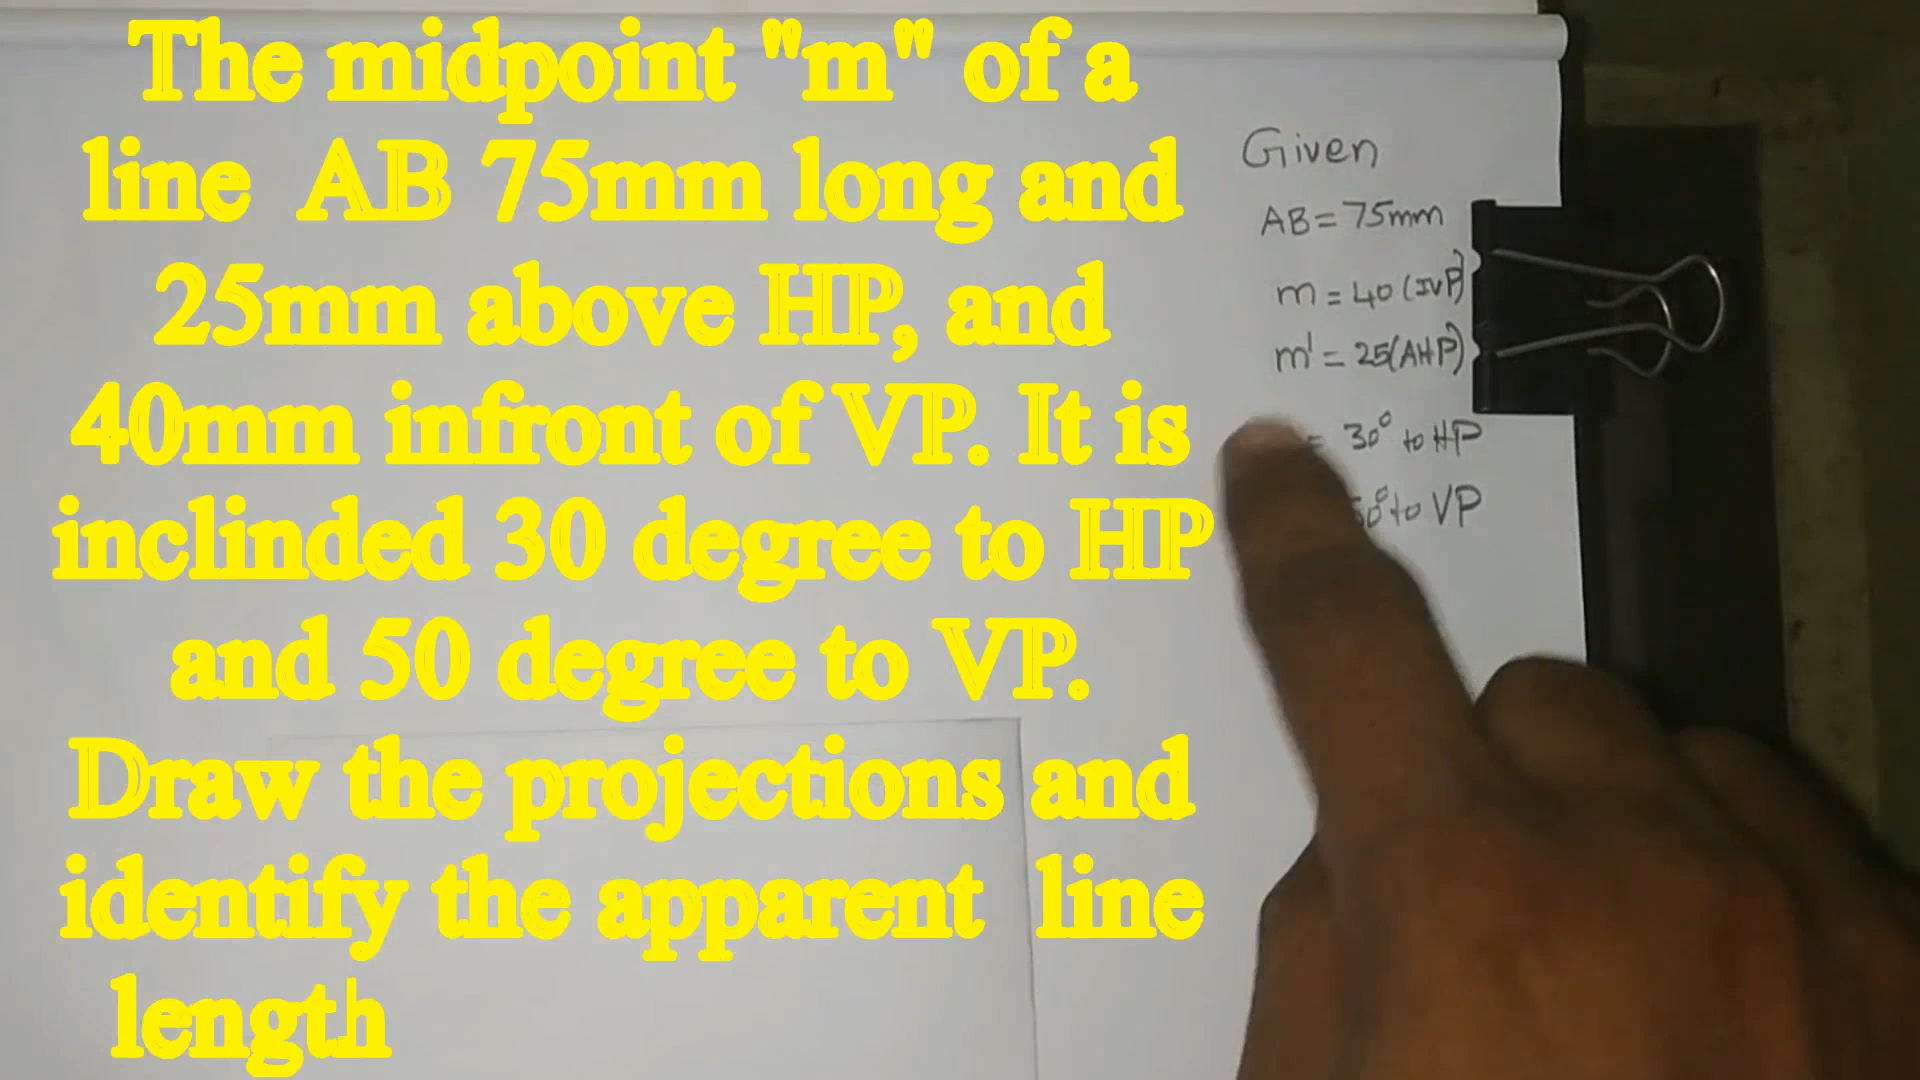 The midpoint "m" of a
line AB 75mm long and
25mm above HP, and
40mm infront of VP. It is
inclinded 30 degree to HP
and 50 degree to VP.
Draw the projections and
identify the apparent line
length
Given
AB = 75mm
m = 40 (IVP)
m' = 25(AHP)
= 30° to HP
50° to VP